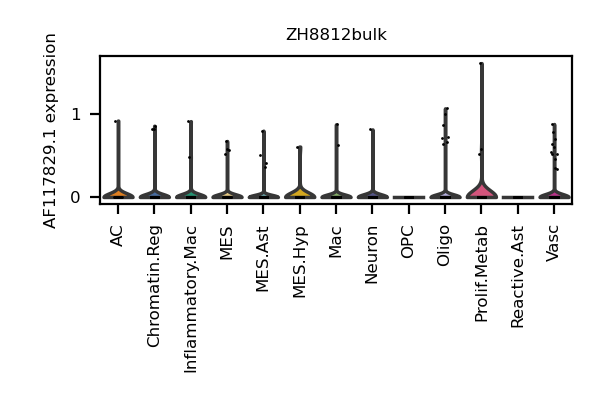 ZH8812bulk
AF117829.1 expression
1
0
AC
Chromatin.Reg
Inflammatory.Mac
MES
MES.Ast
MES.Hyp
Mac
Neuron
OPC
Oligo
Prolif.Metab
Reactive.Ast
Vasc